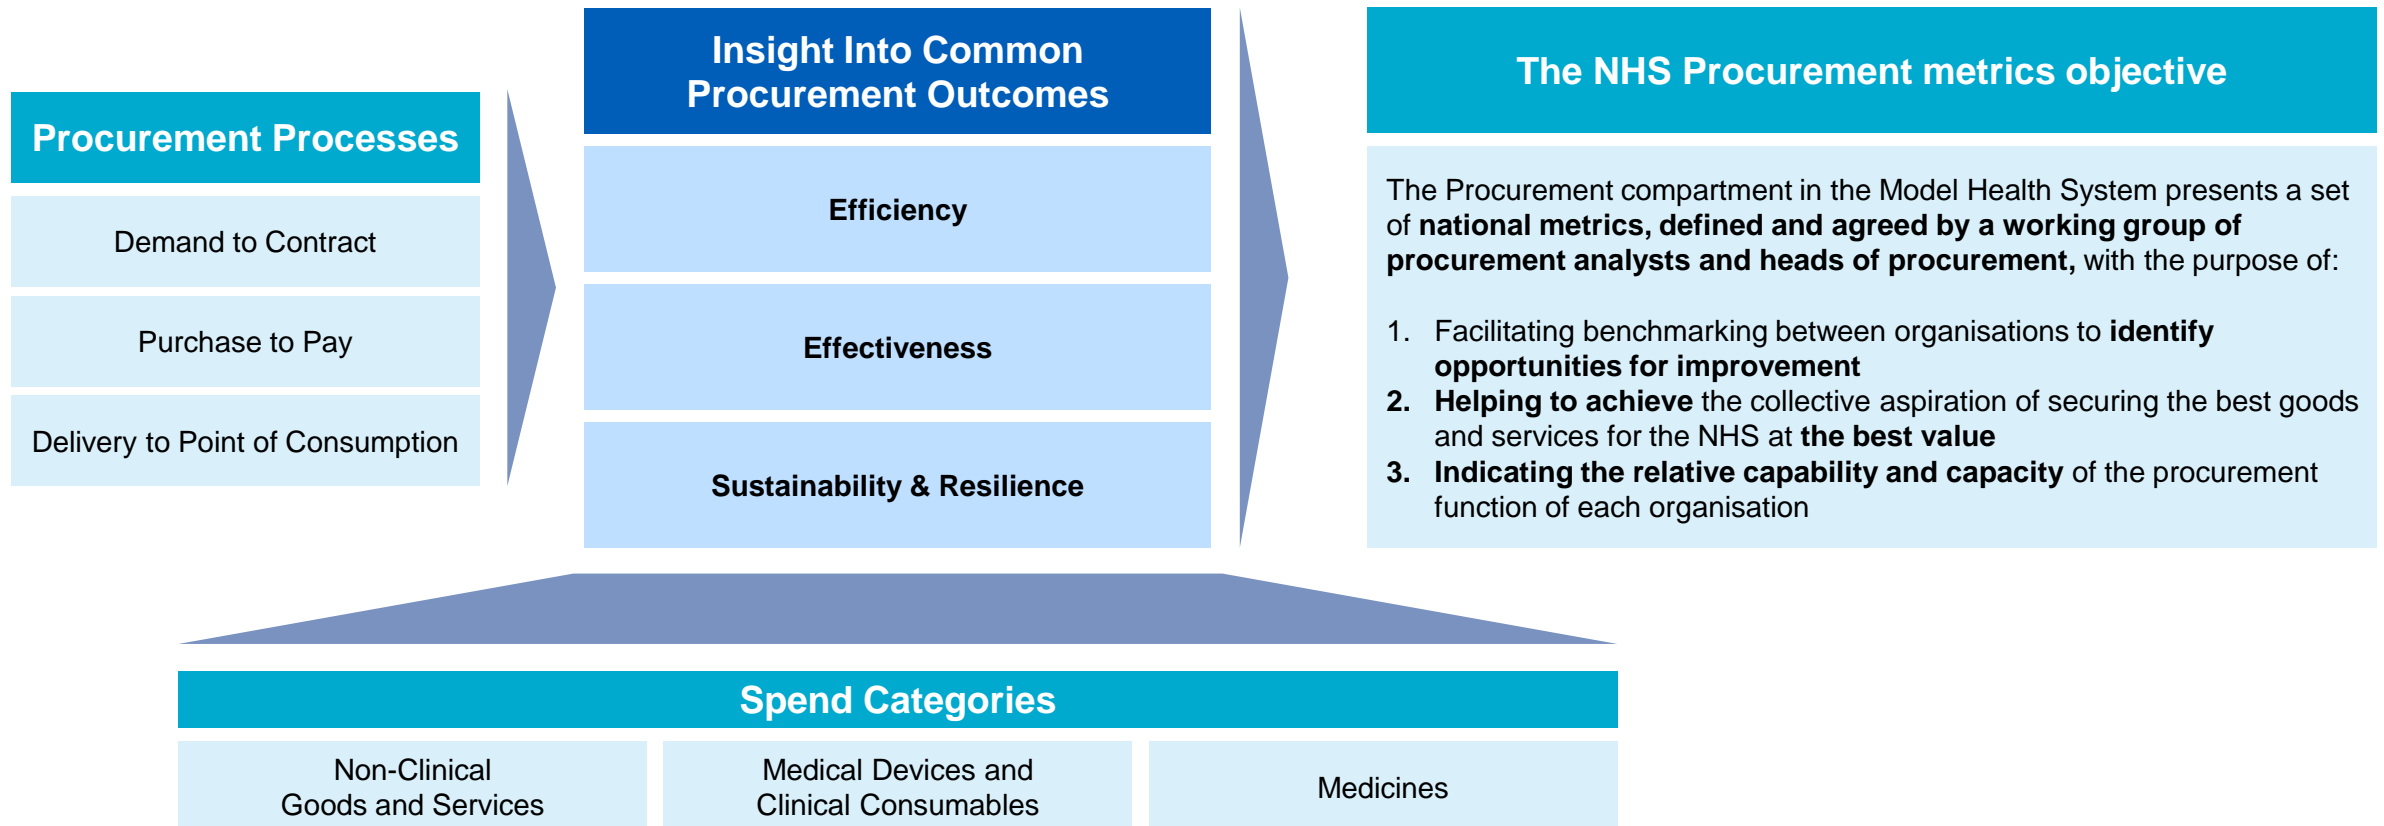 Procurement Processes
Demand to Contract
Purchase to Pay
Delivery to Point of Consumption
Insight Into Common
Procurement Outcomes
Efficiency
Effectiveness
Sustainability & Resilience
The NHS Procurement metrics objective
The Procurement compartment in the Model Health System presents a set
of national metrics, defined and agreed by a working group of
procurement analysts and heads of procurement, with the purpose of:
1. Facilitating benchmarking between organisations to identify
opportunities for improvement
2. Helping to achieve the collective aspiration of securing the best goods
and services for the NHS at the best value
3. Indicating the relative capability and capacity of the procurement
function of each organisation
Spend Categories
Non-Clinical
Goods and Services
Medical Devices and
Clinical Consumables
Medicines